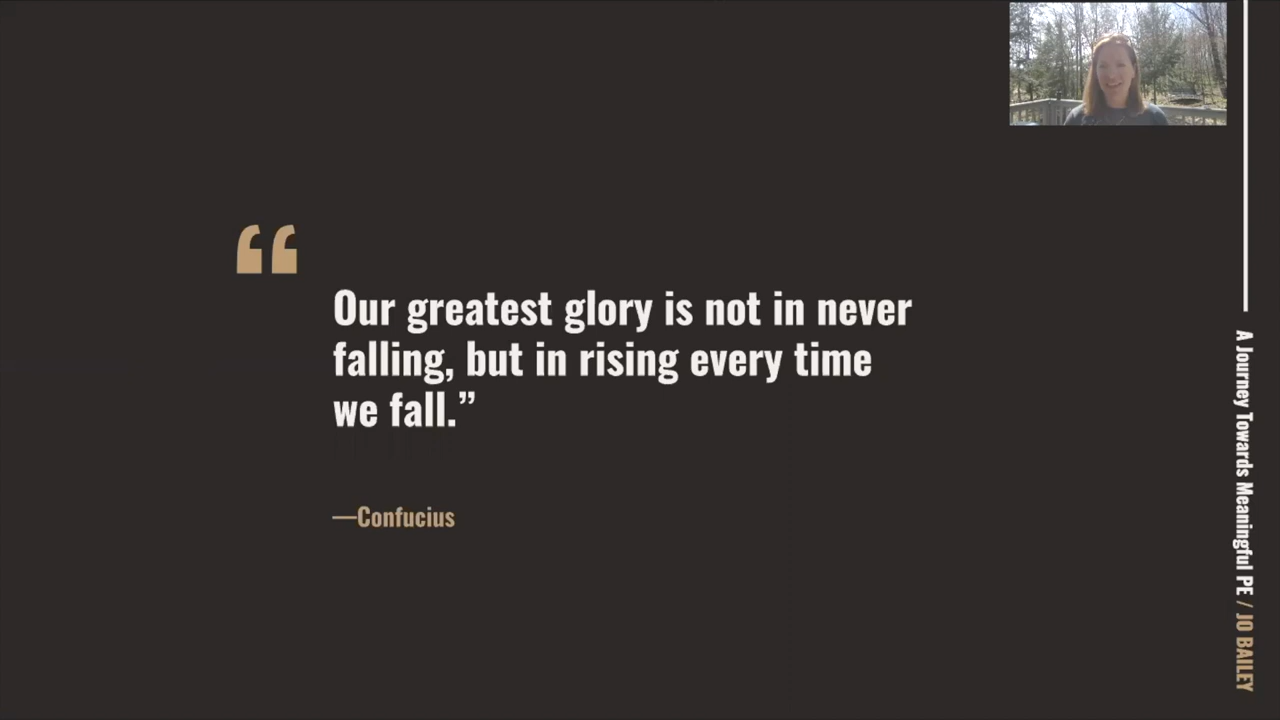 “
Our greatest glory is not in never
falling, but in rising every time
we fall.”
—Confucius
A Journey Towards Meaningful PE / JO BAILEY